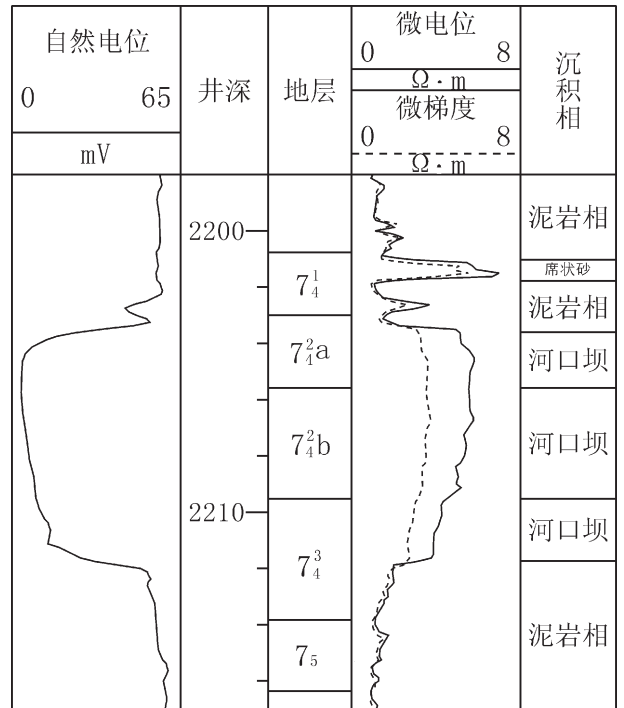 自然电位
0 65
mV
井深
地层
微电位
0 8
Ω·m
微梯度
0 8
Ω·m
沉积相
2200
2210
7₄¹
7₄²a
7₄²b
7₄³
7₅
泥岩相
席状砂
泥岩相
河口坝
河口坝
河口坝
泥岩相